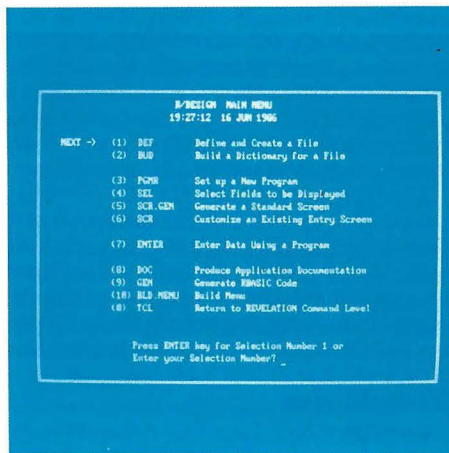 R/DESIGN MAIN MENU
19:27:12 16 JUN 1986
NEXT -> (1) DEF Define and Create a File
(2) BUD Build a Dictionary for a File
(3) PGMR Set up a New Program
(4) SEL Select Fields to be Displayed
(5) SCR.GEN Generate a Standard Screen
(6) SCR Customize an Existing Entry Screen
(7) ENTER Enter Data Using a Program
(8) DOC Produce Application Documentation
(9) GEN Generate RBASIC Code
(10) BLD.MENU Build Menu
(0) TCL Return to REVELATION Command Level
Press ENTER key for Selection Number 1 or
Enter your Selection Number? _